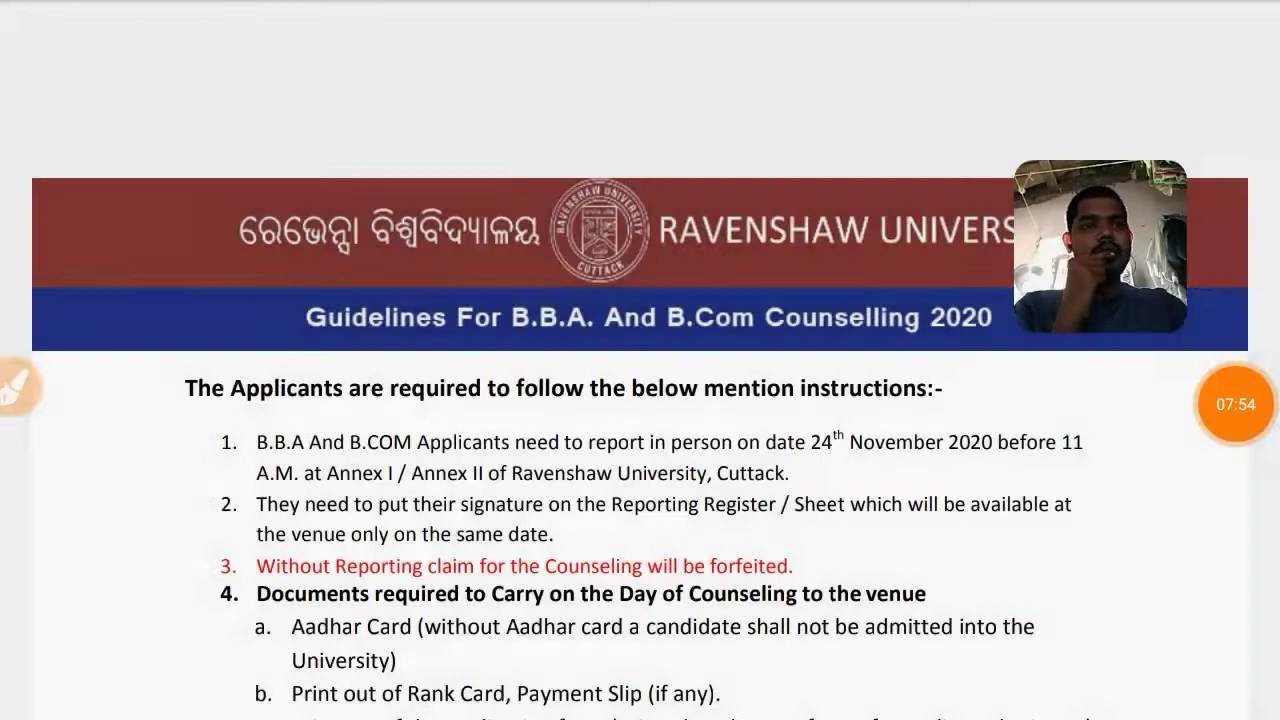 ରେଭେନ୍ସା ବିଶ୍ୱବିଦ୍ୟାଳୟ
RAVENSHAW UNIVERSITY
CUTTACK
RAVENSHAW UNIVERS
Guidelines For B.B.A. And B.Com Counselling 2020
The Applicants are required to follow the below mention instructions:-
07:54
1. B.B.A And B.COM Applicants need to report in person on date 24th November 2020 before 11
A.M. at Annex I / Annex II of Ravenshaw University, Cuttack.
2. They need to put their signature on the Reporting Register / Sheet which will be available at
the venue only on the same date.
3. Without Reporting claim for the Counseling will be forfeited.
4. Documents required to Carry on the Day of Counseling to the venue
a. Aadhar Card (without Aadhar card a candidate shall not be admitted into the
University)
b. Print out of Rank Card, Payment Slip (if any).